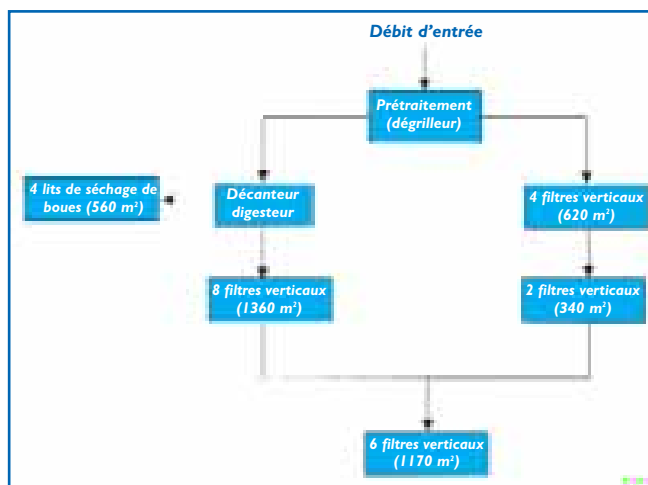 Débit d'entrée
Prétraitement
(dégrilleur)
4 lits de séchage de
boues (560 m²)
Décanteur
digesteur
4 filtres verticaux
(620 m²)
8 filtres verticaux
(1360 m²)
2 filtres verticaux
(340 m²)
6 filtres verticaux
(1170 m²)